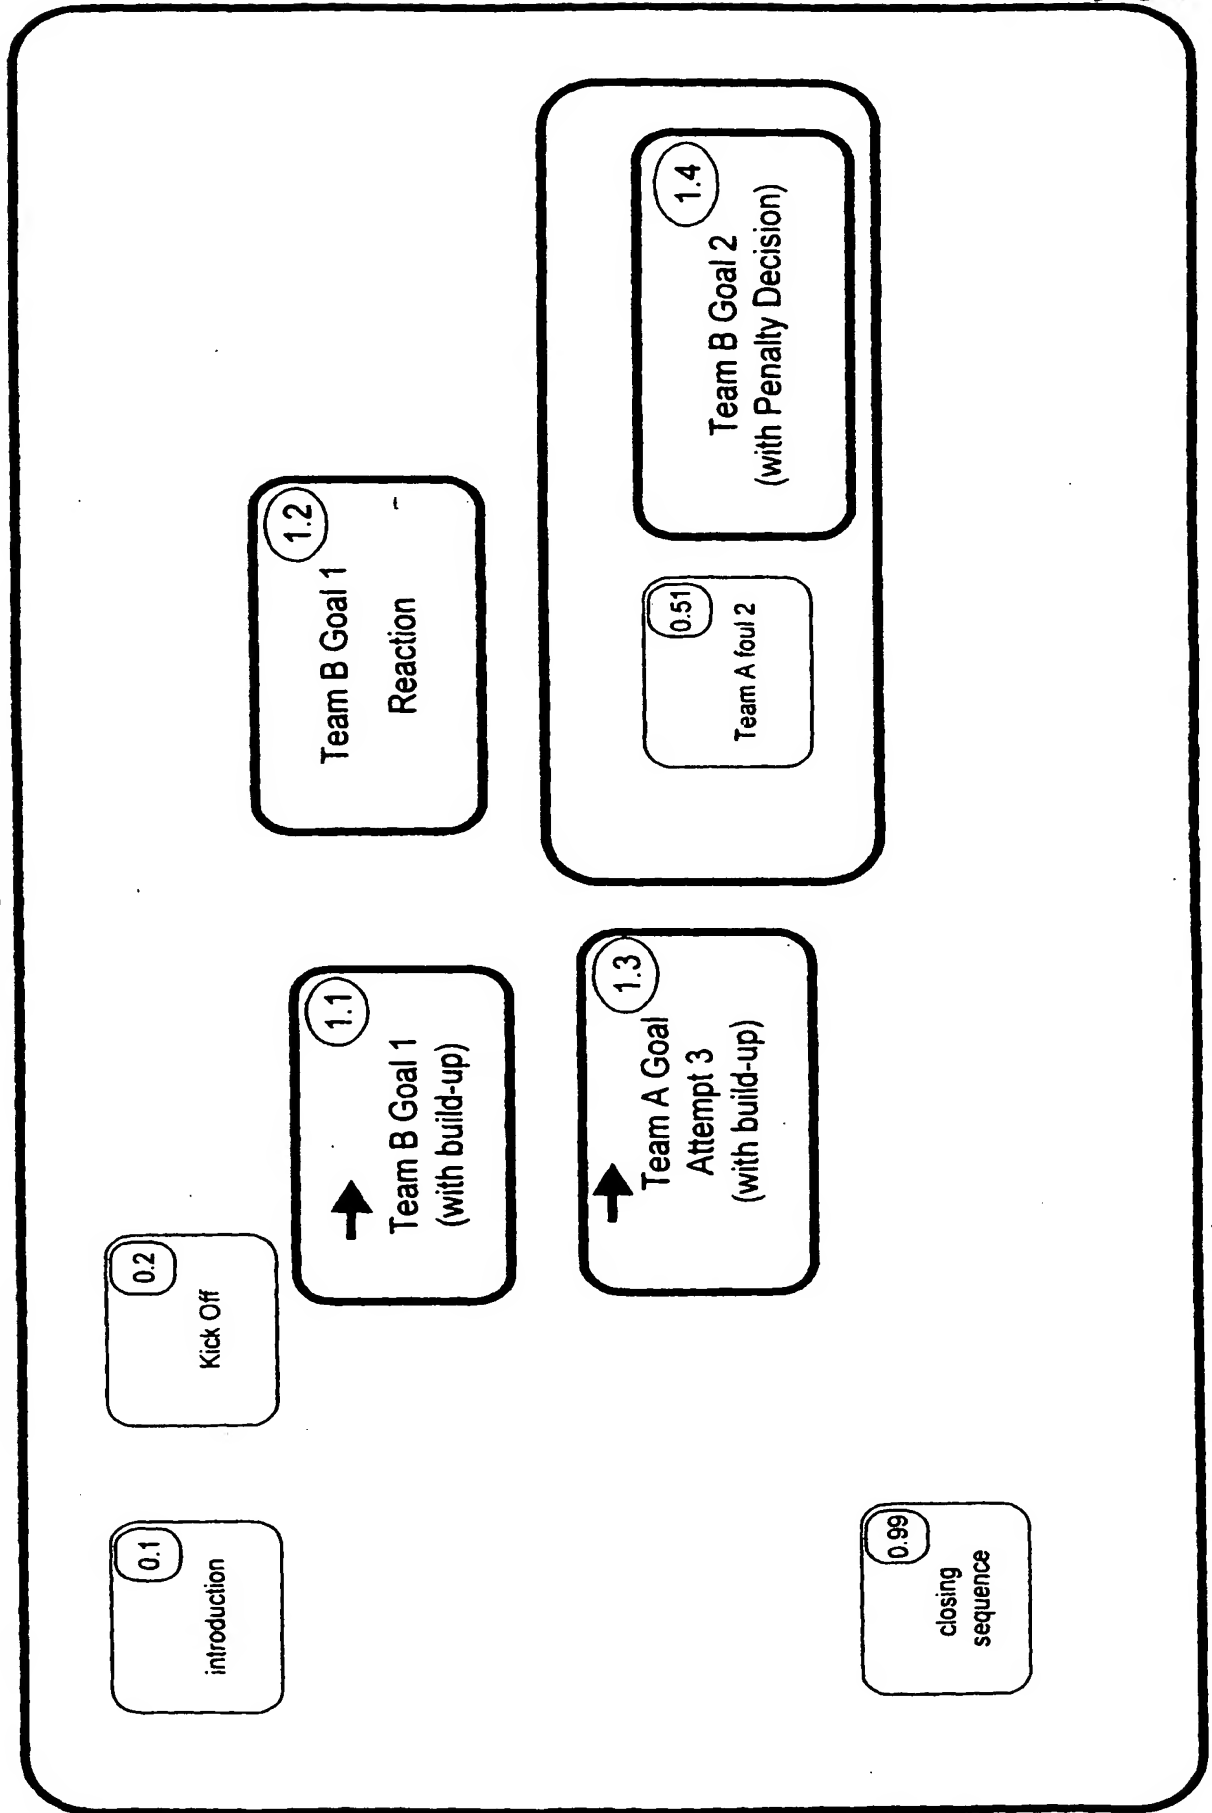 0.1
introduction
0.2
Kick Off
1.1
Team B Goal 1
(with build-up)
1.2
Team B Goal 1
Reaction
1.3
Team A Goal
Attempt 3
(with build-up)
0.51
Team A foul 2
1.4
Team B Goal 2
(with Penalty Decision)
0.99
closing
sequence